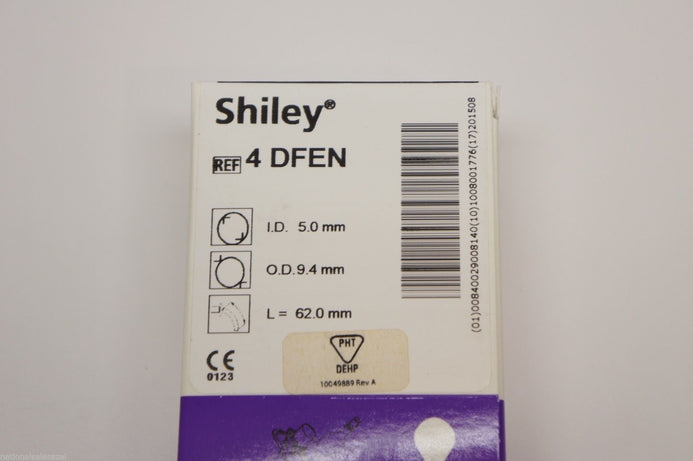 Shiley®
REF 4 DFEN
I.D. 5.0 mm
O.D. 9.4 mm
L = 62.0 mm
CE
0123
PHT
DEHP
10049889 Rev A
(01)00840029008140(10)1008001776(17)201508